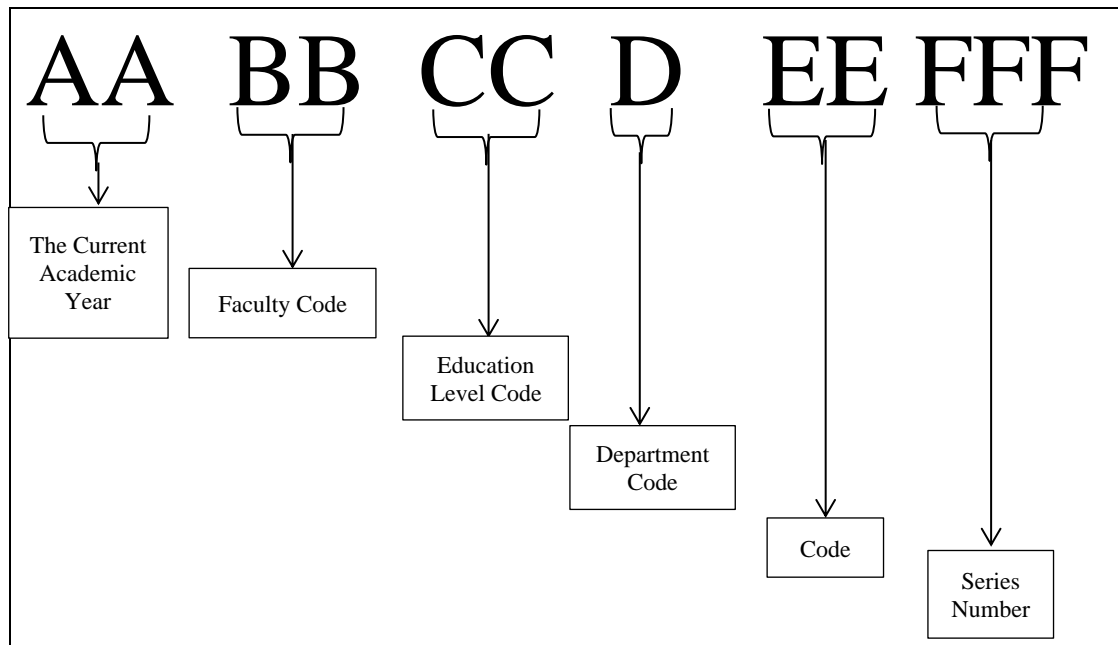 AA BB CC D EE FFF
The Current
Academic
Year
Faculty Code
Education
Level Code
Department
Code
Code
Series
Number